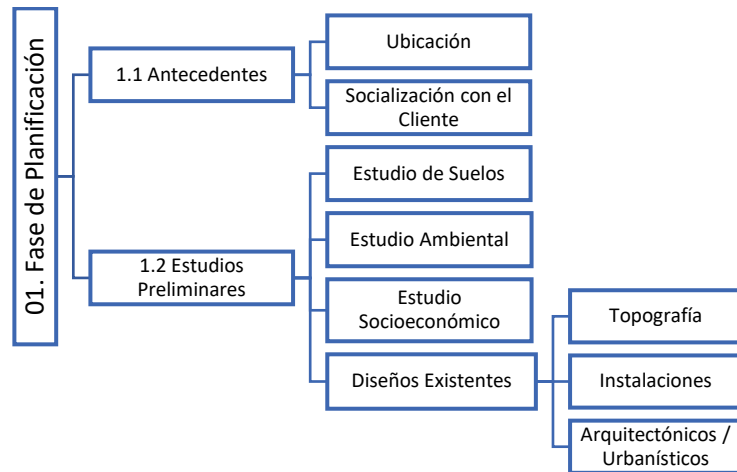 01. Fase de Planificación
1.1 Antecedentes
Ubicación
Socialización con el
Cliente
1.2 Estudios
Preliminares
Estudio de Suelos
Estudio Ambiental
Estudio
Socioeconómico
Diseños Existentes
Topografía
Instalaciones
Arquitectónicos /
Urbanísticos